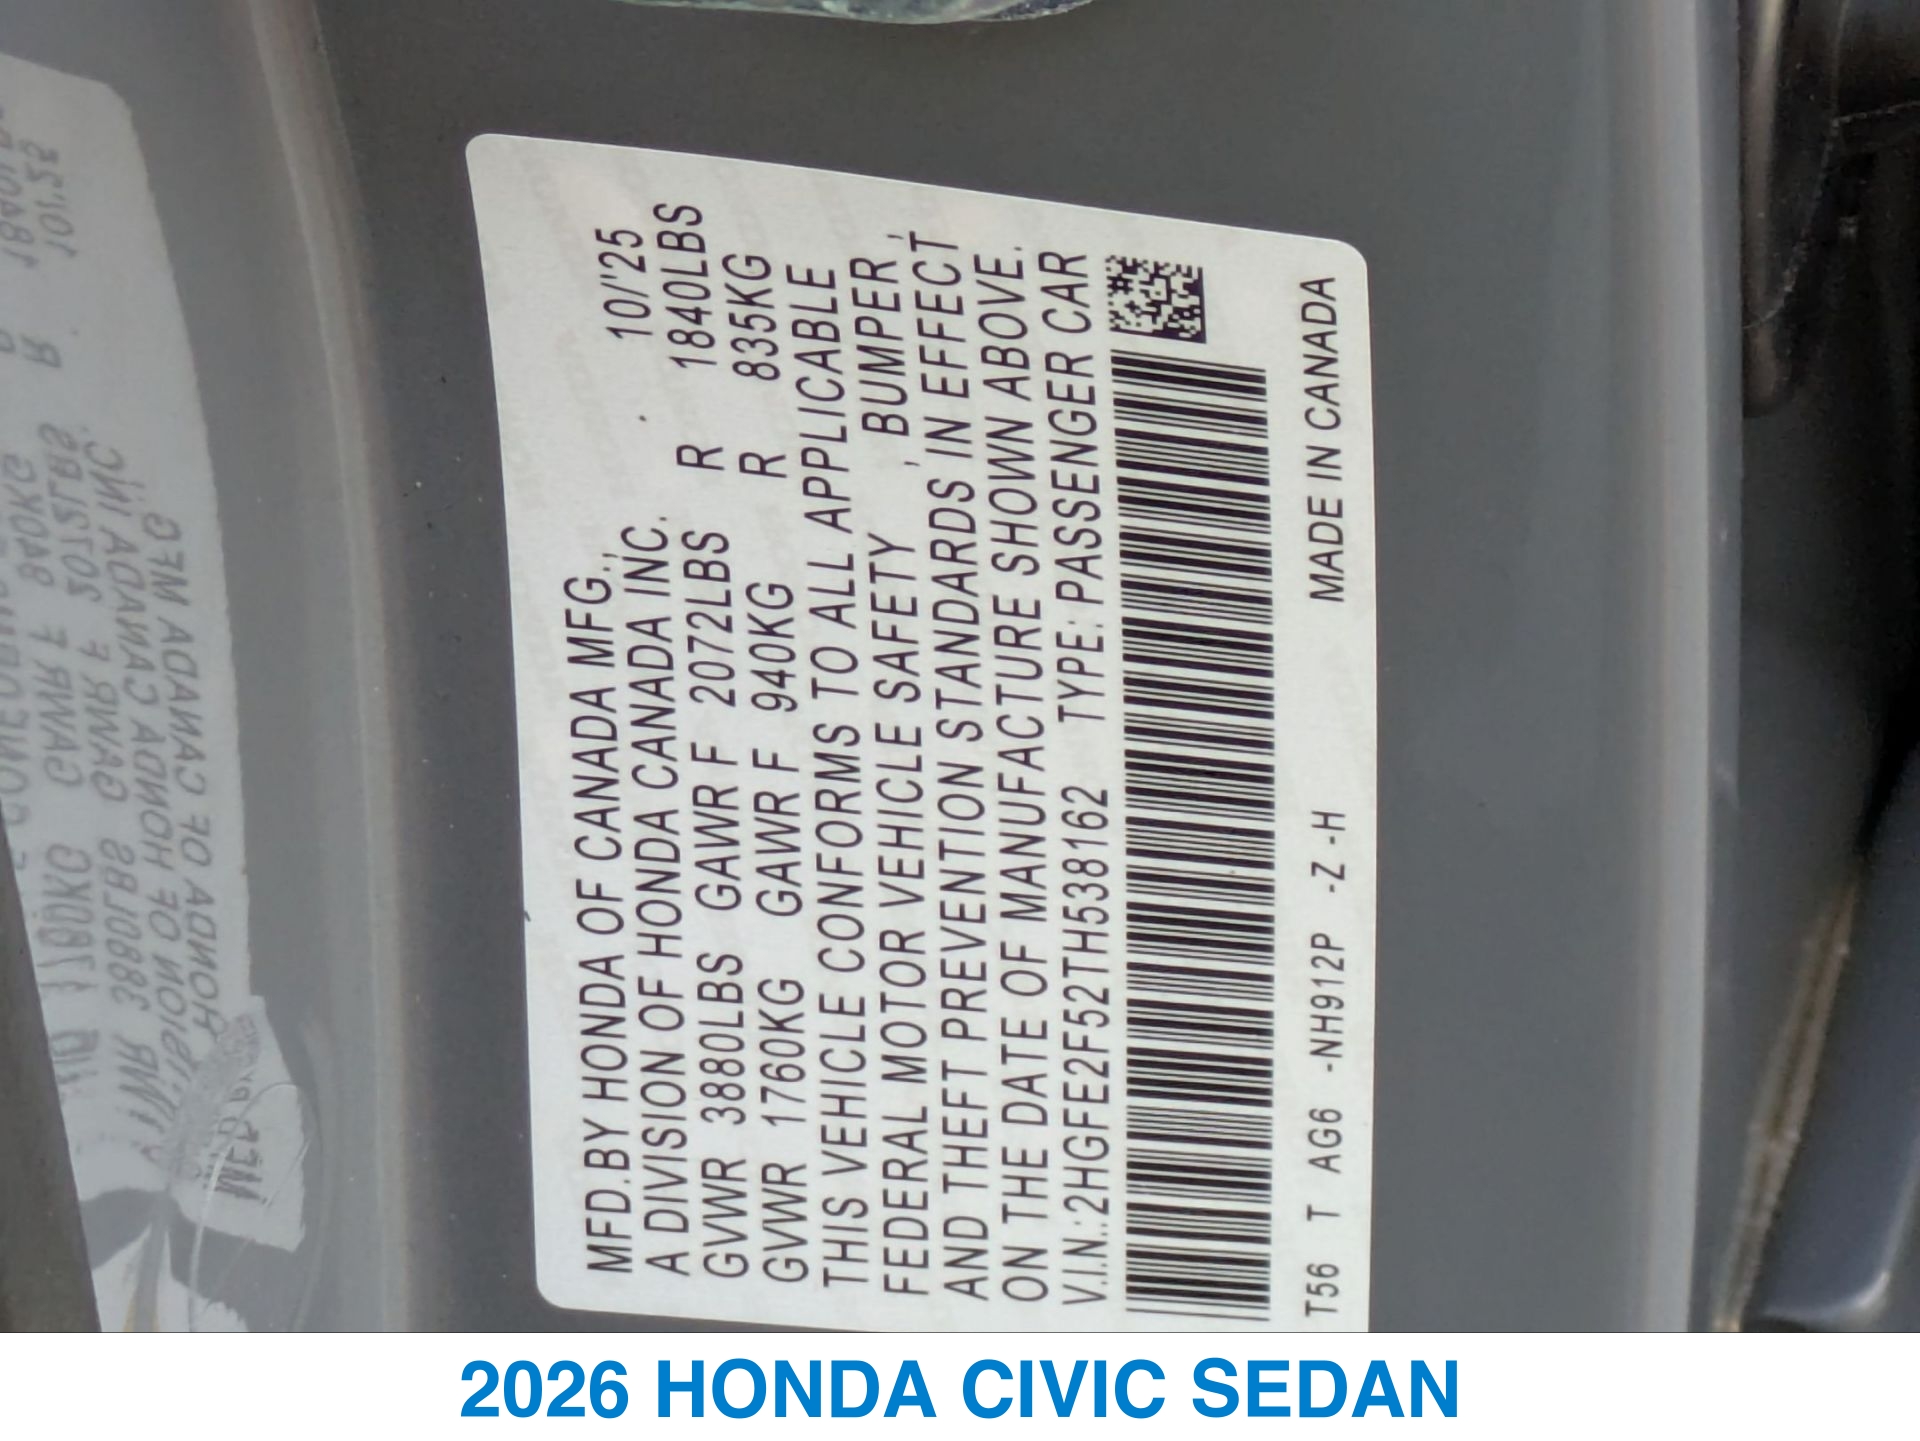 MFD.BY HONDA OF CANADA MFG., 10/'25
A DIVISION OF HONDA CANADA INC.
GVWR 3880LBS GAWR F 2072LBS R 1840LBS
GVWR 1760KG GAWR F 940KG R 835KG
THIS VEHICLE CONFORMS TO ALL APPLICABLE
FEDERAL MOTOR VEHICLE SAFETY , BUMPER,
AND THEFT PREVENTION STANDARDS IN EFFECT
ON THE DATE OF MANUFACTURE SHOWN ABOVE.
V.I.N.:2HGFE2F52TH538162 TYPE:PASSENGER CAR
T56 T AG6 -NH912P -Z -H MADE IN CANADA
2026 HONDA CIVIC SEDAN